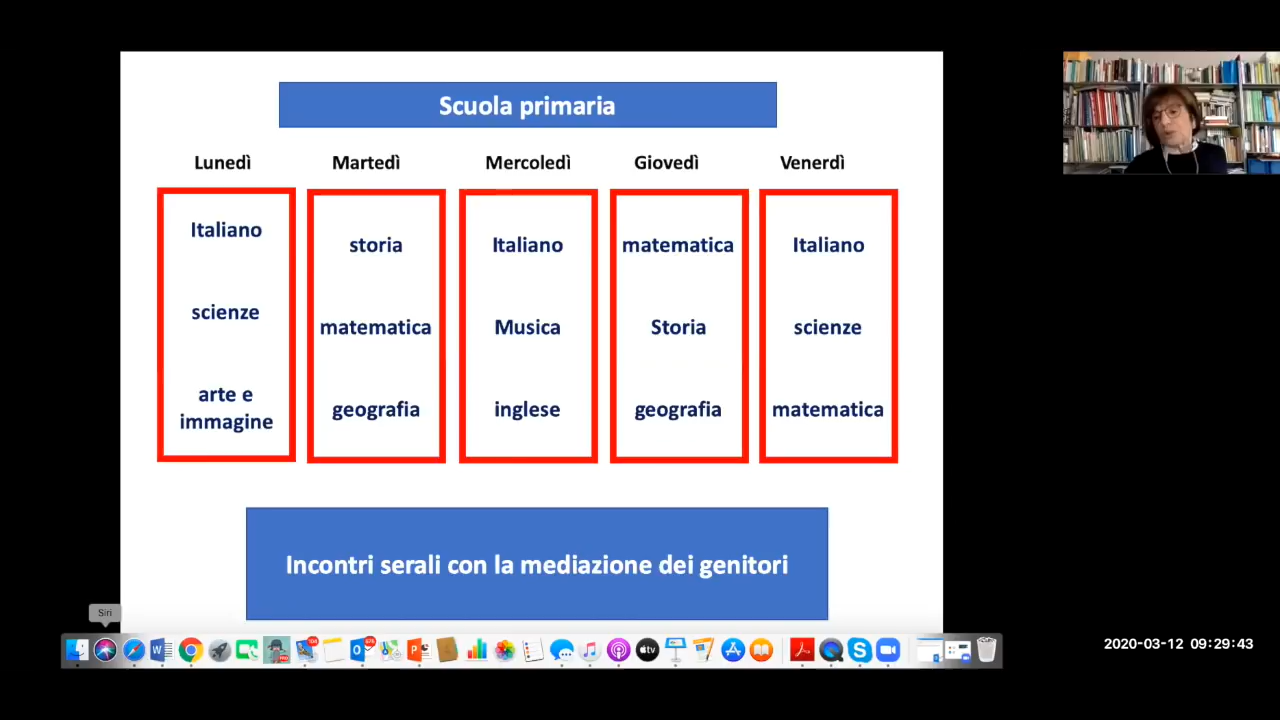 Scuola primaria
Lunedì
Martedì
Mercoledì
Giovedì
Venerdì
Italiano
scienze
arte e
immagine
storia
matematica
geografia
Italiano
Musica
inglese
matematica
Storia
geografia
Italiano
scienze
matematica
Incontri serali con la mediazione dei genitori
Siri
tv
2020-03-12 09:29:43